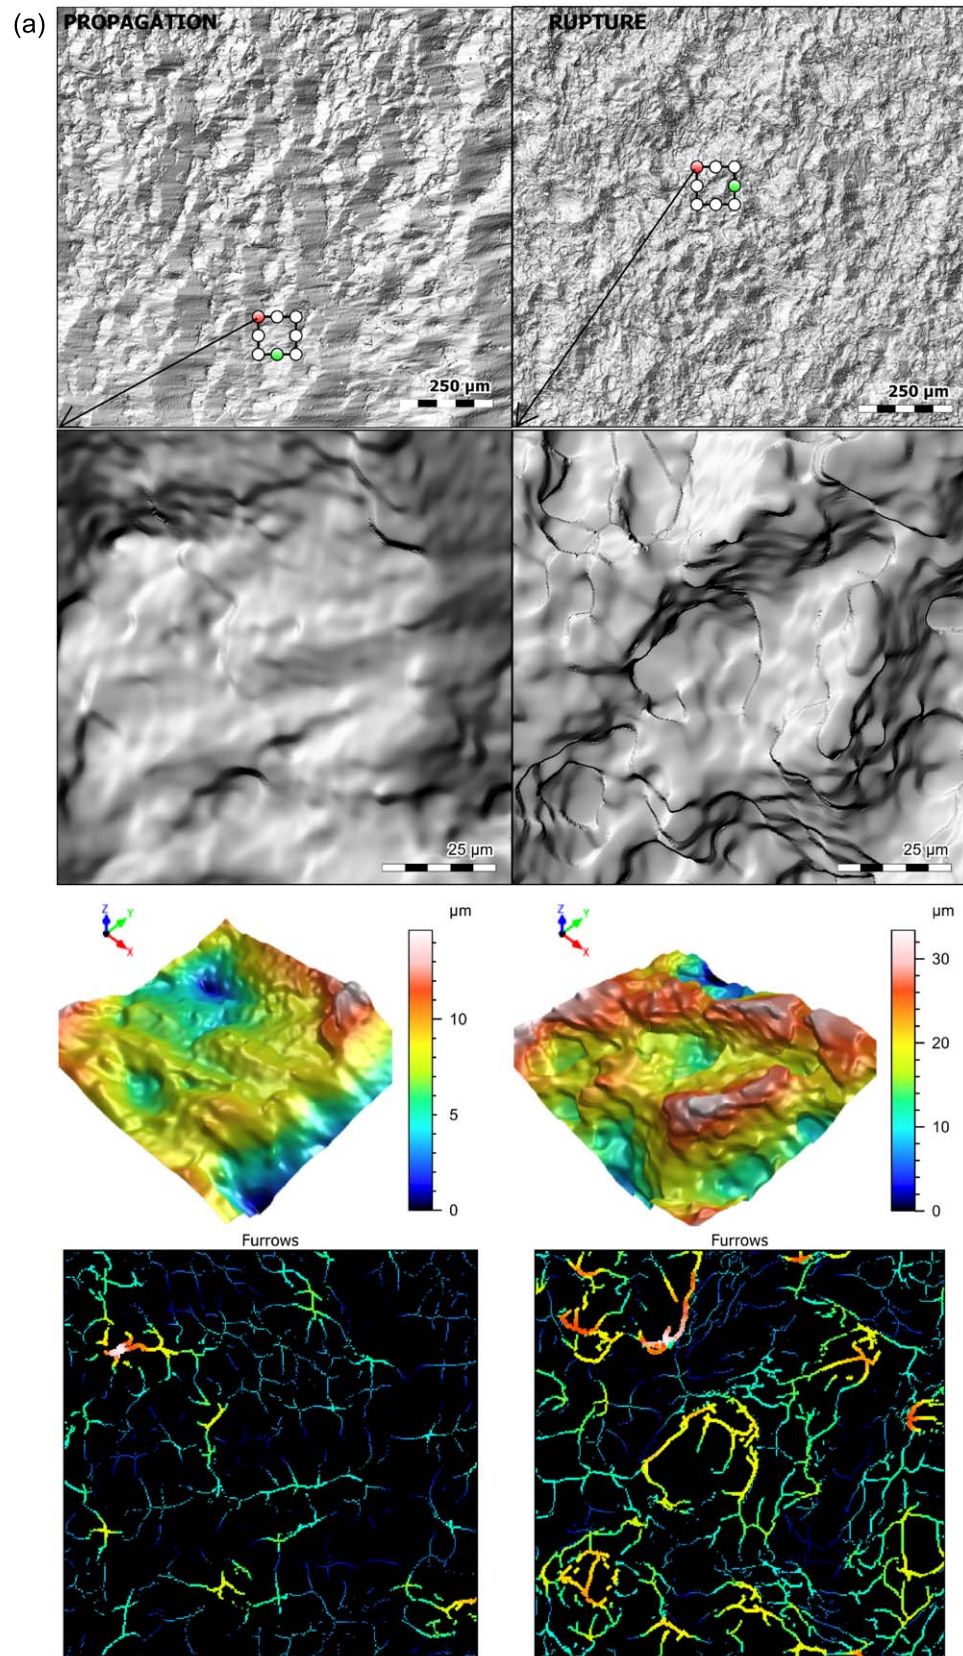 (a) PROPAGATION RUPTURE
250 µm 250 µm
25 µm 25 µm
Z Y X µm 10 5 0
Z Y X µm 30 20 10 0
Furrows Furrows